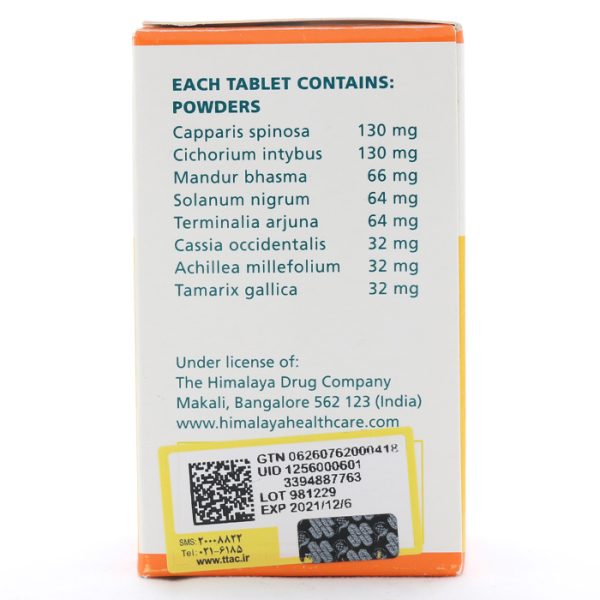 EACH TABLET CONTAINS:
POWDERS
Capparis spinosa 130 mg
Cichorium intybus 130 mg
Mandur bhasma 66 mg
Solanum nigrum 64 mg
Terminalia arjuna 64 mg
Cassia occidentalis 32 mg
Achillea millefolium 32 mg
Tamarix gallica 32 mg
Under license of:
The Himalaya Drug Company
Makali, Bangalore 562 123 (India)
www.himalayahealthcare.com
GTN 06260762000418
UID 1256000601
3394887763
LOT 981229
EXP 2021/12/6
SMS: ۲۰۰۰۸۸۲۲
Tel: ۰۲۱-۶۱۸۵
www.ttac.ir